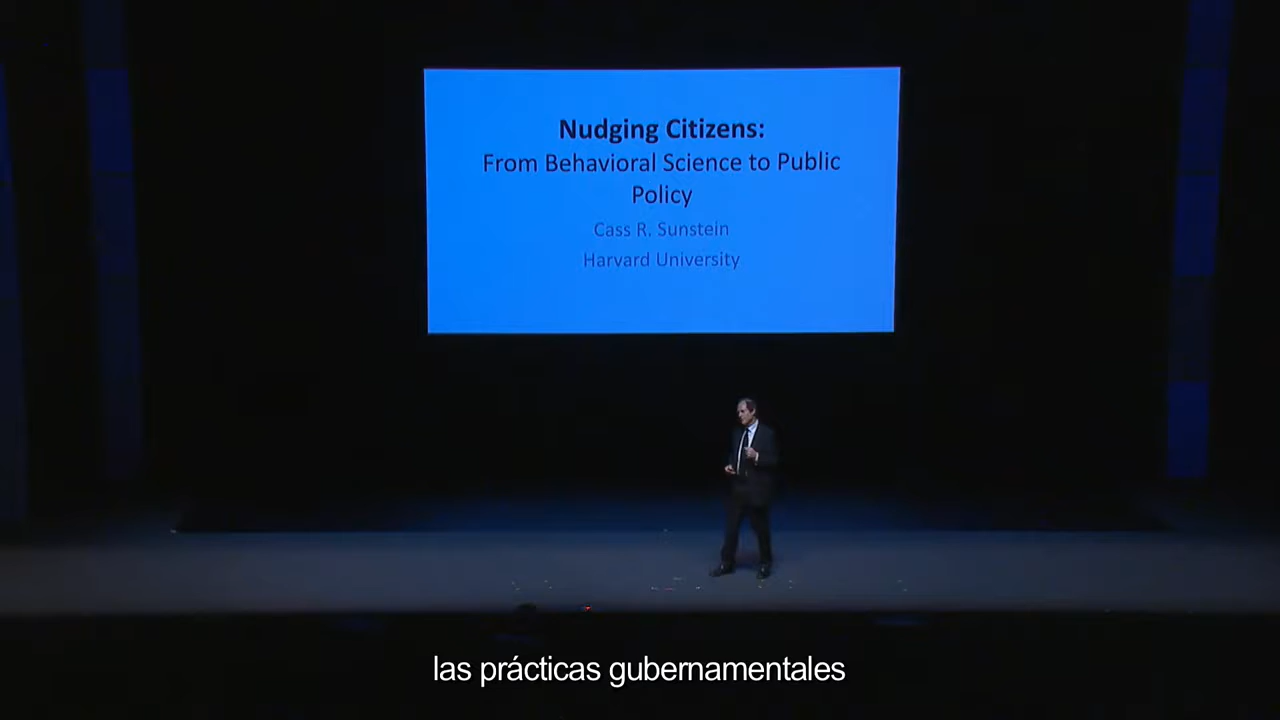 Nudging Citizens:
From Behavioral Science to Public
Policy
Cass R. Sunstein
Harvard University
las prácticas gubernamentales